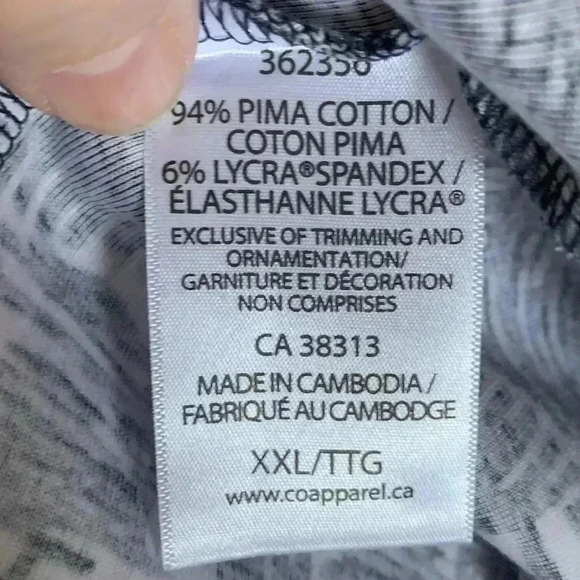 362356
94% PIMA COTTON /
COTON PIMA
6% LYCRA®SPANDEX /
ÉLASTHANNE LYCRA®
EXCLUSIVE OF TRIMMING AND
ORNAMENTATION/
GARNITURE ET DÉCORATION
NON COMPRISES
CA 38313
MADE IN CAMBODIA /
FABRIQUÉ AU CAMBODGE
XXL/TTG
www.coapparel.ca